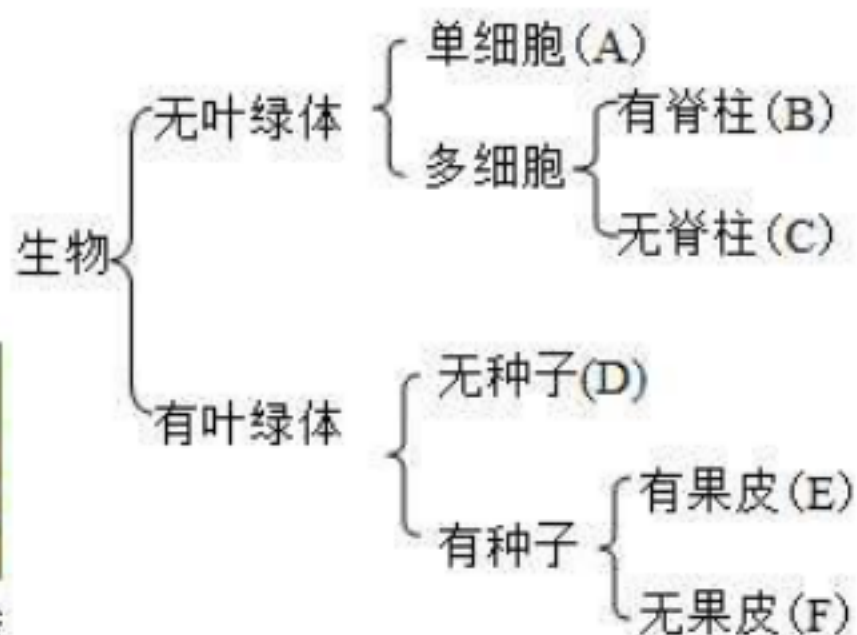 单细胞(A)
无叶绿体
有脊柱(B)
多细胞
无脊柱(C)
生物
无种子(D)
有叶绿体
有果皮(E)
有种子
无果皮(F)